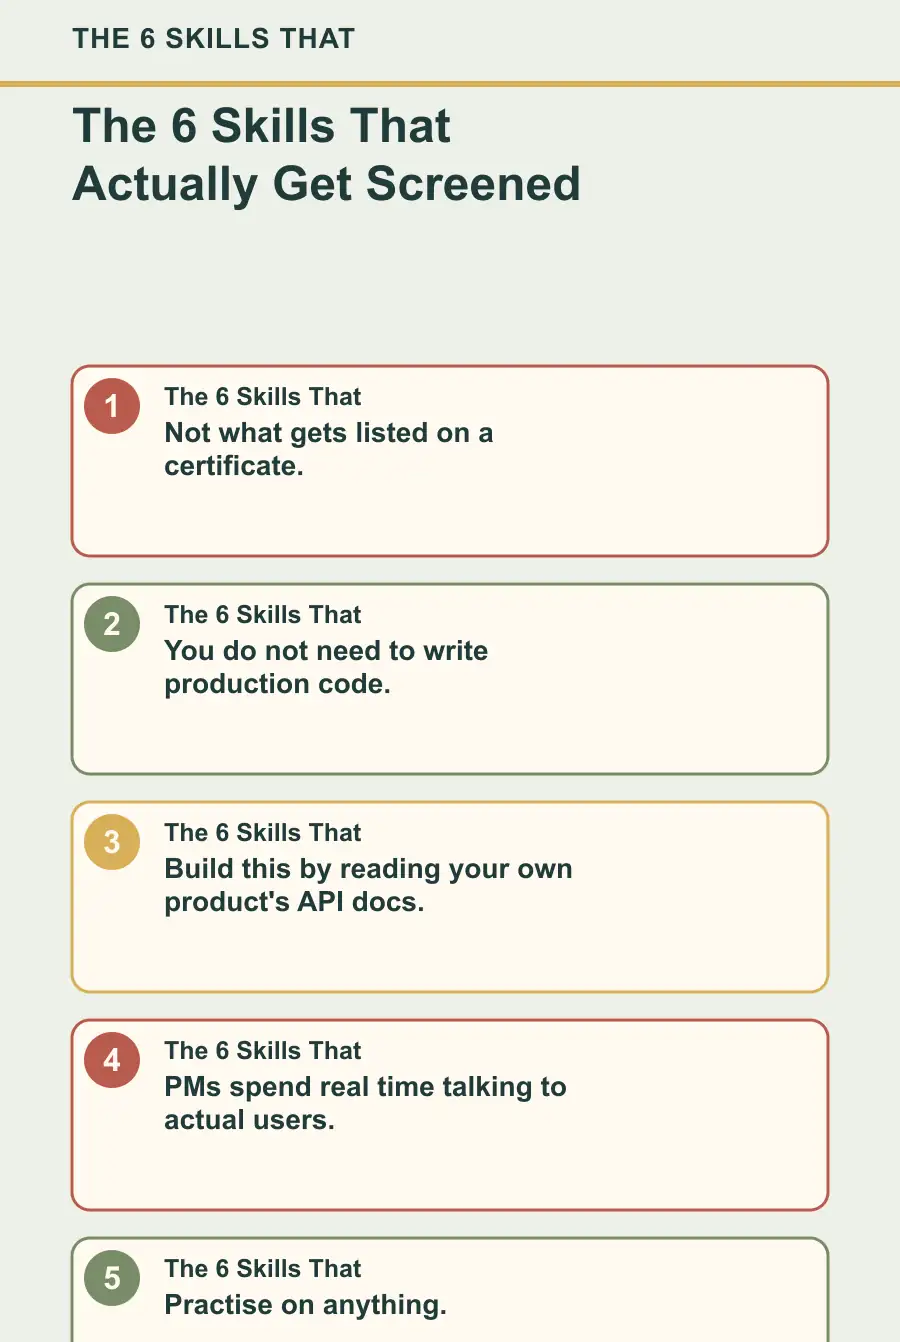 THE 6 SKILLS THAT
The 6 Skills That
Actually Get Screened
1
The 6 Skills That
Not what gets listed on a
certificate.
2
The 6 Skills That
You do not need to write
production code.
3
The 6 Skills That
Build this by reading your own
product's API docs.
4
The 6 Skills That
PMs spend real time talking to
actual users.
5
The 6 Skills That
Practise on anything.